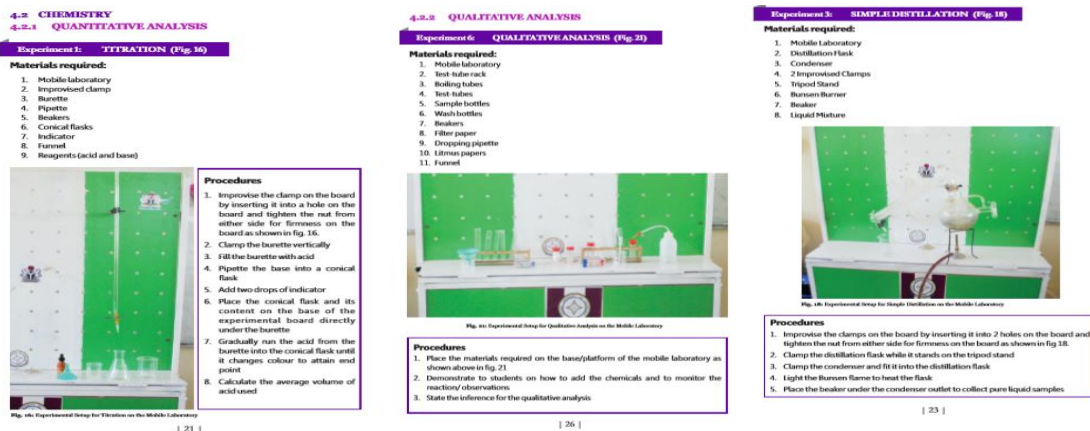 4.2 CHEMISTRY
4.2.1 QUANTITATIVE ANALYSIS
Experiment 1: TITRATION (Fig. 16)
Materials required:
1. Mobile laboratory
2. Improvised clamp
3. Burette
4. Pipette
5. Beakers
6. Conical flasks
7. Indicator
8. Funnel
9. Reagents (acid and base)
Procedures
1. Improvise the clamp on the board
by inserting it into a hole on the
board and tighten the nut from
either side for firmness on the
board as shown in fig. 16.
2. Clamp the burette vertically
3. Fill the burette with acid
4. Pipette the base into a conical
flask
5. Add two drops of indicator
6. Place the conical flask and its
content on the base of the
experimental board directly
under the burette
7. Gradually run the acid from the
burette into the conical flask until
it changes colour to attain end
point
8. Calculate the average volume of
acid used
Fig. 16: Experimental Setup for Titration on the Mobile Laboratory
| 21 |
4.2.2 QUALITATIVE ANALYSIS
Experiment 6: QUALITATIVE ANALYSIS (Fig. 21)
Materials required:
1. Mobile laboratory
2. Test-tube rack
3. Boiling tubes
4. Test-tubes
5. Sample bottles
6. Wash bottles
7. Beakers
8. Filter paper
9. Dropping pipette
10. Litmus papers
11. Funnel
Fig. 21: Experimental Setup for Qualitative Analysis on the Mobile Laboratory
Procedures
1. Place the materials required on the base/platform of the mobile laboratory as
shown above in fig. 21
2. Demonstrate to students on how to add the chemicals and to monitor the
reaction/ observations
3. State the inference for the qualitative analysis
| 26 |
Experiment 3: SIMPLE DISTILLATION (Fig. 18)
Materials required:
1. Mobile Laboratory
2. Distillation Flask
3. Condenser
4. 2 Improvised Clamps
5. Tripod Stand
6. Bunsen Burner
7. Beaker
8. Liquid Mixture
Fig. 18: Experimental Setup for Simple Distillation on the Mobile Laboratory
Procedures
1. Improvise the clamps on the board by inserting it into 2 holes on the board and
tighten the nut from either side for firmness on the board as shown in fig 18.
2. Clamp the distillation flask while it stands on the tripod stand
3. Clamp the condenser and fit it into the distillation flask
4. Light the Bunsen flame to heat the flask
5. Place the beaker under the condenser outlet to collect pure liquid samples
| 23 |